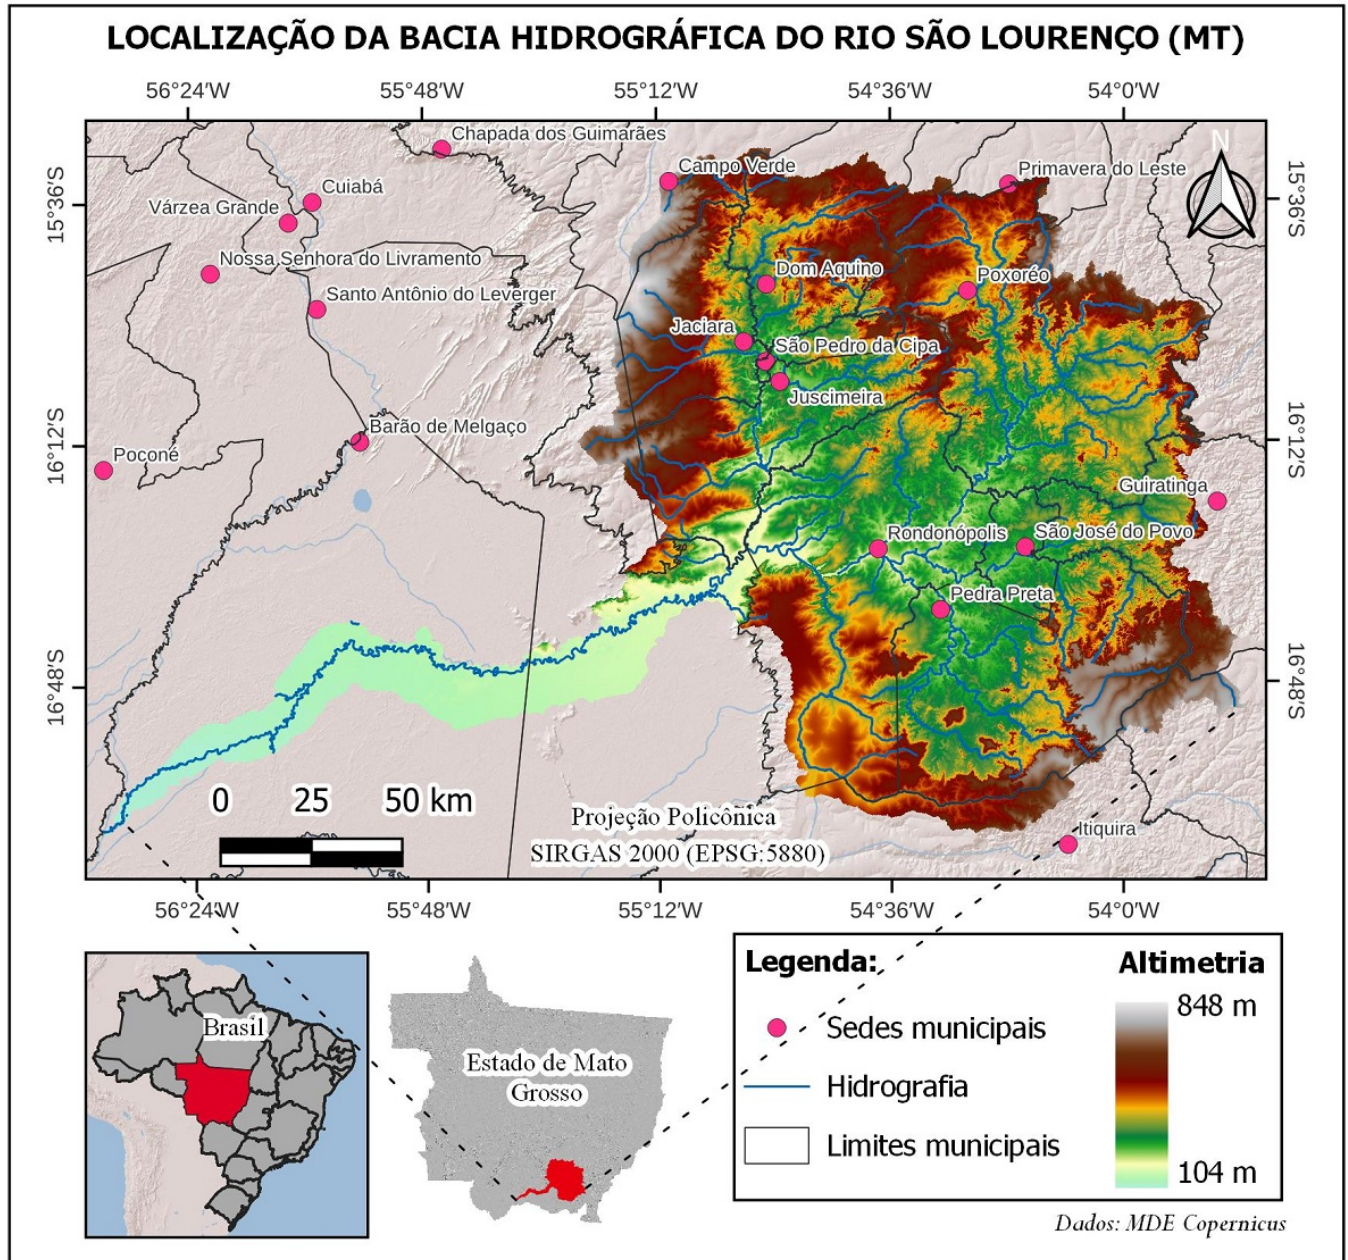 LOCALIZAÇÃO DA BACIA HIDROGRÁFICA DO RIO SÃO LOURENÇO (MT)
56°24'W 55°48'W 55°12'W 54°36'W 54°0'W
N
Chapada dos Guimarães
Campo Verde
Primavera do Leste
15°36'S
15°36'S
Cuiabá
Várzea Grande
Nossa Senhora do Livramento
Dom Aquino
Poxoréo
Santo Antônio do Leverger
Jaciara
São Pedro da Cipa
Juscimeira
Barão de Melgaço
16°12'S
16°12'S
Poconé
Guiratinga
Rondonópolis
São José do Povo
Pedra Preta
16°48'S
16°48'S
0 25 50 km
Projeção Policônica
SIRGAS 2000 (EPSG:5880)
Itiquira
56°24'W 55°48'W 55°12'W 54°36'W 54°0'W
Brasil
Estado de Mato
Grosso
Legenda:
Sedes municipais
Hidrografia
Limites municipais
Altimetria
848 m
104 m
Dados: MDE Copernicus